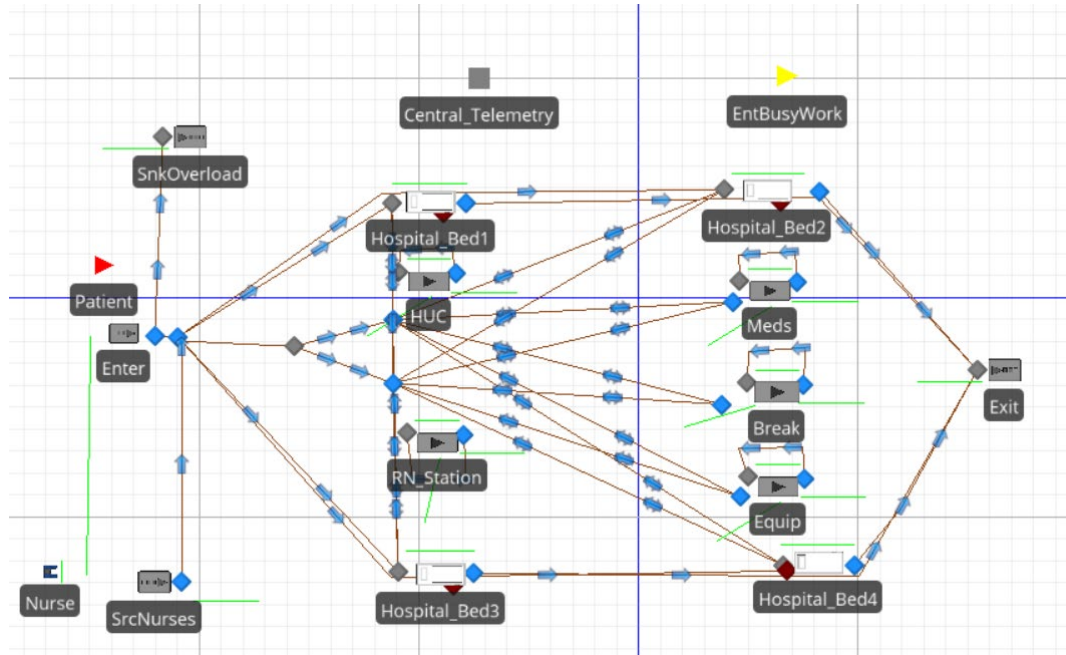 Central_Telemetry
EntBusyWork
SnkOverload
Hospital_Bed1
Hospital_Bed2
Patient
HUC
Meds
Enter
Exit
Break
RN_Station
Equip
Nurse
SrcNurses
Hospital_Bed3
Hospital_Bed4